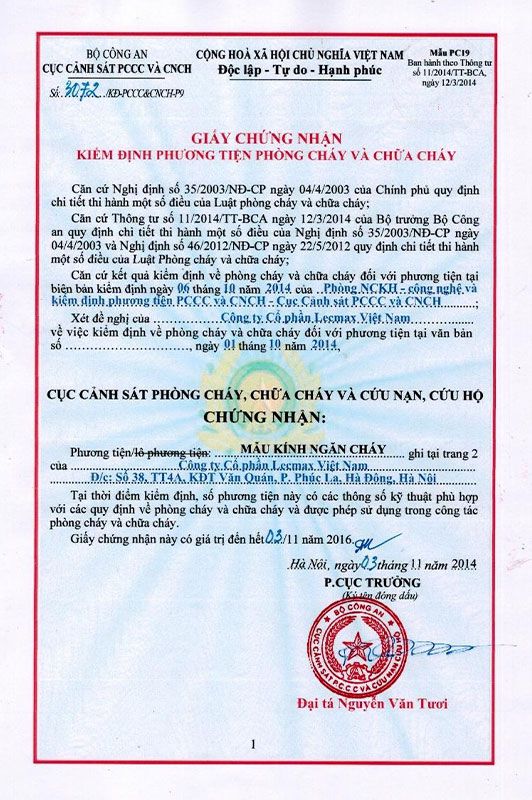 BỘ CÔNG AN
CỤC CẢNH SÁT PCCC VÀ CNCH
Số: 3072 /KĐ-PCCC&CNCH-P9
CỘNG HOÀ XÃ HỘI CHỦ NGHĨA VIỆT NAM
Độc lập - Tự do - Hạnh phúc
Mẫu PC19
Ban hành theo Thông tư
số 11/2014/TT-BCA,
ngày 12/3/2014
GIẤY CHỨNG NHẬN
KIỂM ĐỊNH PHƯƠNG TIỆN PHÒNG CHÁY VÀ CHỮA CHÁY
Căn cứ Nghị định số 35/2003/NĐ-CP ngày 04/4/2003 của Chính phủ quy định
chi tiết thi hành một số điều của Luật phòng cháy và chữa cháy;
Căn cứ Thông tư số 11/2014/TT-BCA ngày 12/3/2014 của Bộ trưởng Bộ Công
an quy định chi tiết thi hành một số điều của Nghị định số 35/2003/NĐ-CP ngày
04/4/2003 và Nghị định số 46/2012/NĐ-CP ngày 22/5/2012 quy định chi tiết thi hành
một số điều của Luật Phòng cháy và chữa cháy;
Căn cứ kết quả kiểm định về phòng cháy và chữa cháy đối với phương tiện tại
biên bản kiểm định ngày 06 tháng 10 năm 2014 của ..Phòng NCKH - công nghệ và
kiểm định phương tiện PCCC và CNCH – Cục Cảnh sát PCCC và CNCH..........;
Xét đề nghị của ................Công ty Cổ phần Lecmax Việt Nam..................
về việc kiểm định về phòng cháy và chữa cháy đối với phương tiện tại văn bản
số .............................., ngày 01 tháng 10 năm 2014,
CỤC CẢNH SÁT PHÒNG CHÁY, CHỮA CHÁY VÀ CỨU NẠN, CỨU HỘ
CHỨNG NHẬN:
Phương tiện/lô phương tiện: ......MẪU KÍNH NGĂN CHÁY.... ghi tại trang 2
của ........................Công ty Cổ phần Lecmax Việt Nam........................
..........Đ/c: Số 38, TT4A, KĐT Văn Quán, P. Phúc La, Hà Đông, Hà Nội..........
Tại thời điểm kiểm định, số phương tiện này có các thông số kỹ thuật phù hợp
với các quy định về phòng cháy và chữa cháy và được phép sử dụng trong công tác
phòng cháy và chữa cháy.
Giấy chứng nhận này có giá trị đến hết 03/11 năm 2016.
Hà Nội, ngày 03 tháng 11 năm 2014
P.CỤC TRƯỞNG
(Ký tên đóng dấu)
BỘ CÔNG AN
CỤC CẢNH SÁT P.C.C.C VÀ CỨU NẠN CỨU HỘ
Đại tá Nguyễn Văn Tươi
1